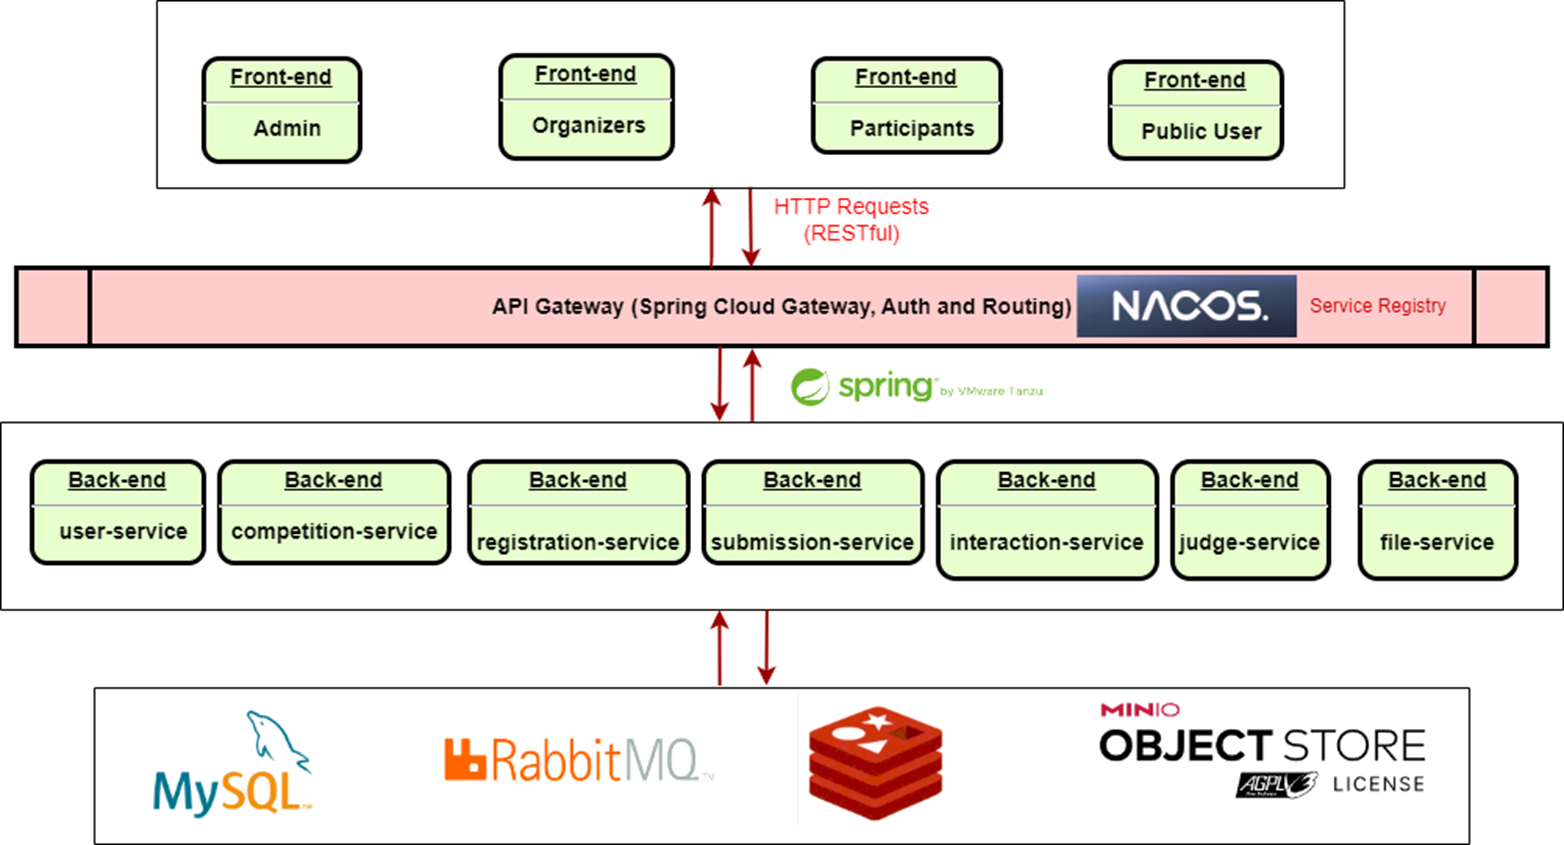 Front-end
Admin
Front-end
Organizers
Front-end
Participants
Front-end
Public User
HTTP Requests
(RESTful)
API Gateway (Spring Cloud Gateway, Auth and Routing)
NACOS.
Service Registry
spring by VMware Tanzu
Back-end
user-service
Back-end
competition-service
Back-end
registration-service
Back-end
submission-service
Back-end
interaction-service
Back-end
judge-service
Back-end
file-service
MySQL™
RabbitMQ™
MINIO
OBJECT STORE
AGPLv3 LICENSE